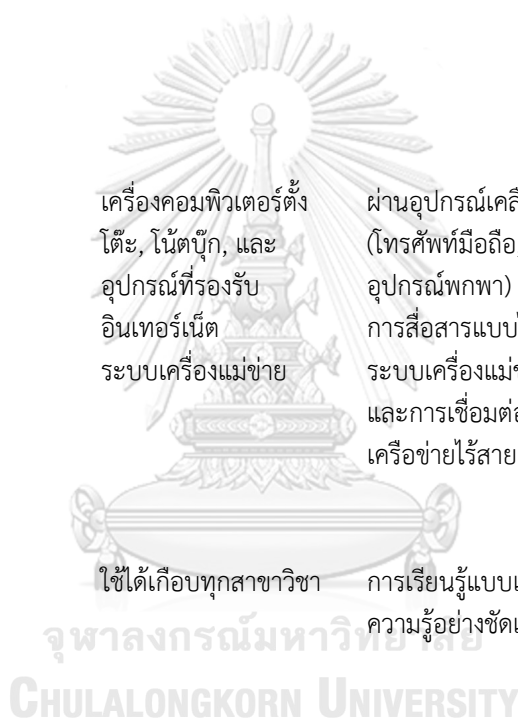 เครื่องคอมพิวเตอร์ตั้ง
โต๊ะ, โน้ตบุ๊ก, และ
อุปกรณ์ที่รองรับ
อินเทอร์เน็ต
ระบบเครื่องแม่ข่าย
ผ่านอุปกรณ์เคลื
(โทรศัพท์มือถือ,
อุปกรณ์พกพา)
การสื่อสารแบบ
ระบบเครื่องแม่ข
และการเชื่อมต่อ
เครือข่ายไร้สาย
ใช้ได้เกือบทุกสาขาวิชา
การเรียนรู้แบบเ
ความรู้อย่างชัดเ
จุฬาลงกรณ์มหาวิทยาลัย
CHULALONGKORN UNIVERSITY